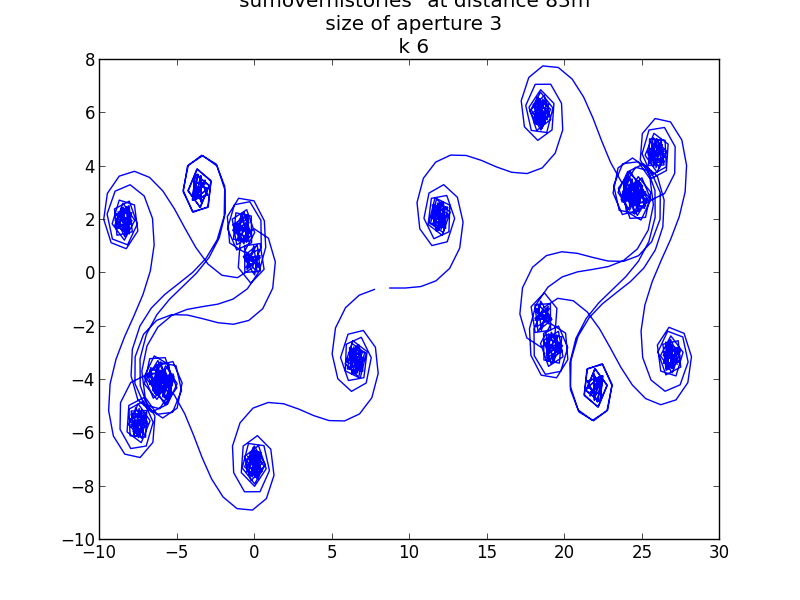 sumoverhistories" at distance 83m
size of aperture 3
k 6
8
6
4
2
0
−2
−4
−6
−8
−10
−10 −5 0 5 10 15 20 25 30